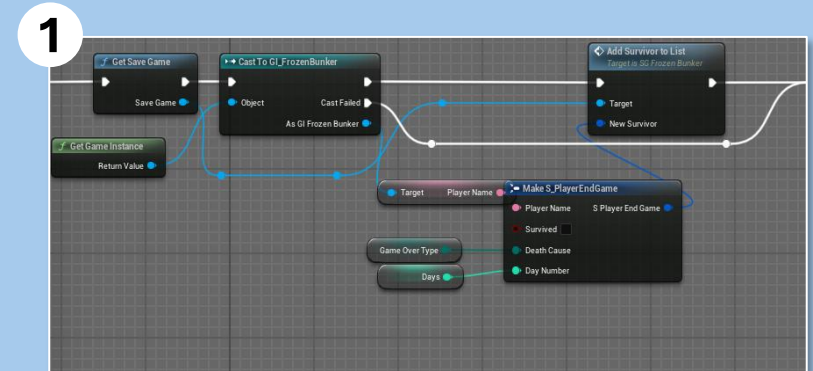 1
Get Save Game
Save Game
Cast To GI_FrozenBunker
Object
Cast Failed
As GI Frozen Bunker
Add Survivor to List
Target is SG Frozen Bunker
Target
New Survivor
Get Game Instance
Return Value
Target
Player Name
Make S_PlayerEndGame
Player Name
S Player End Game
Survived
Death Cause
Day Number
Game Over Type
Days